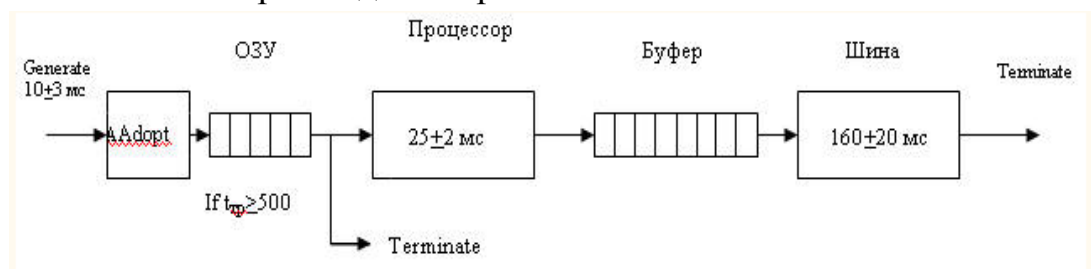 Процессор
ОЗУ
Буфер
Шина
Generate
10±3 мс
Terminate
AAdopt
25±2 мс
160±20 мс
If tтр≥500
Terminate